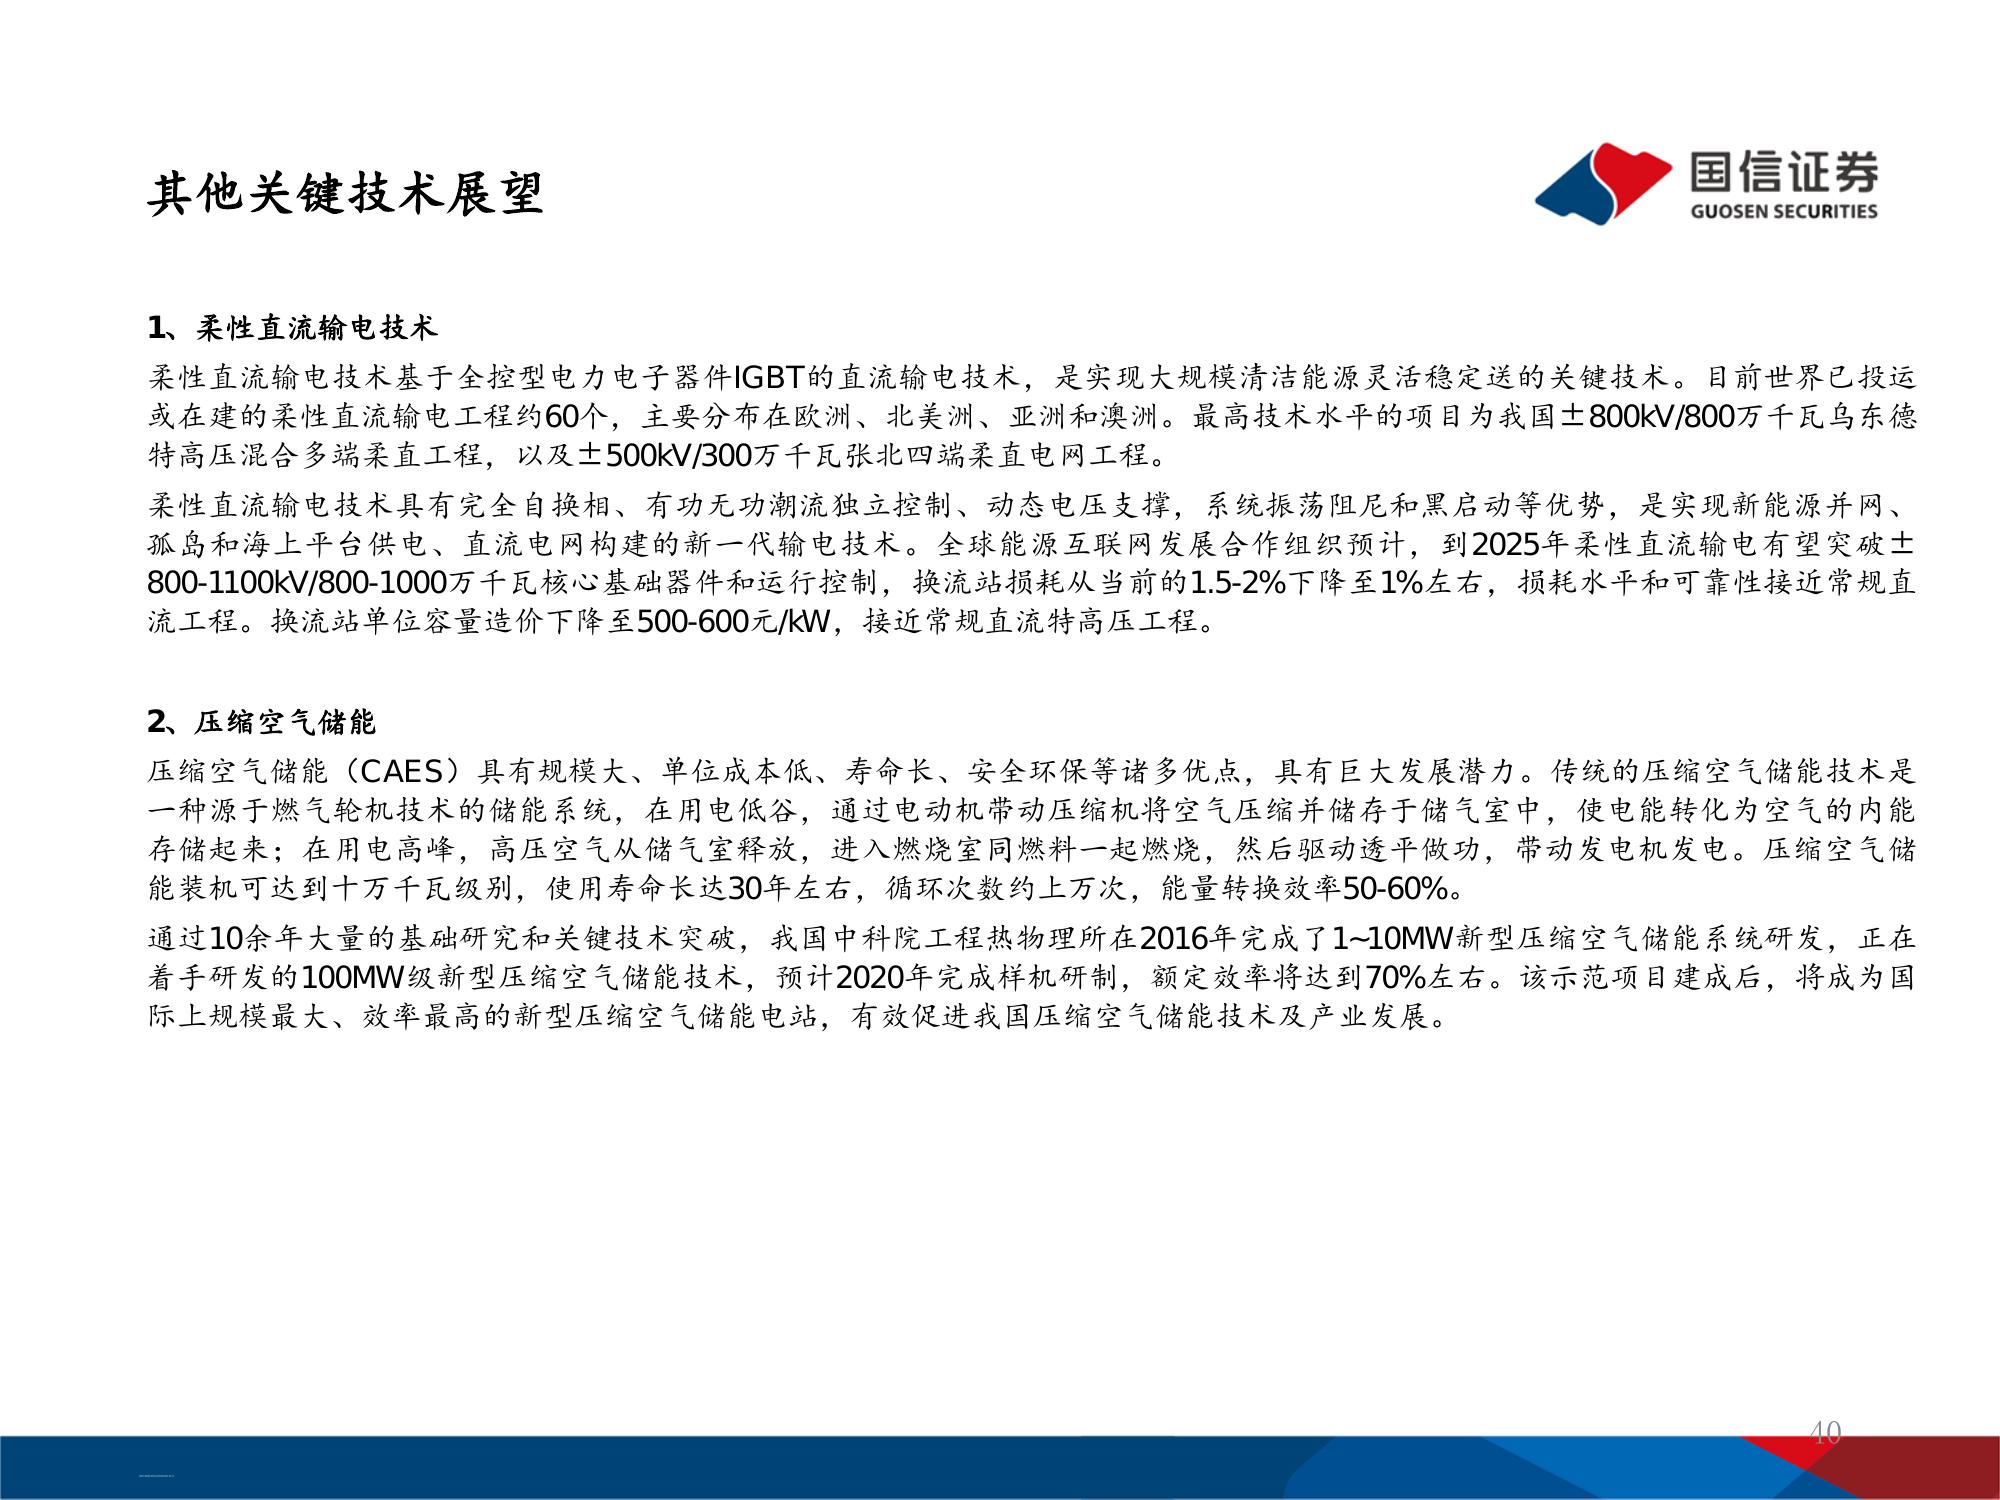 其他关键技术展望
国信证券
GUOSEN SECURITIES
1、柔性直流输电技术
柔性直流输电技术基于全控型电力电子器件IGBT的直流输电技术，是实现大规模清洁能源灵活稳定送的关键技术。目前世界已投运
或在建的柔性直流输电工程约60个，主要分布在欧洲、北美洲、亚洲和澳洲。最高技术水平的项目为我国±800kV/800万千瓦乌东德
特高压混合多端柔直工程，以及±500kV/300万千瓦张北四端柔直电网工程。
柔性直流输电技术具有完全自换相、有功无功潮流独立控制、动态电压支撑，系统振荡阻尼和黑启动等优势，是实现新能源并网、
孤岛和海上平台供电、直流电网构建的新一代输电技术。全球能源互联网发展合作组织预计，到2025年柔性直流输电有望突破±
800-1100kV/800-1000万千瓦核心基础器件和运行控制，换流站损耗从当前的1.5-2%下降至1%左右，损耗水平和可靠性接近常规直
流工程。换流站单位容量造价下降至500-600元/kW，接近常规直流特高压工程。
2、压缩空气储能
压缩空气储能（CAES）具有规模大、单位成本低、寿命长、安全环保等诸多优点，具有巨大发展潜力。传统的压缩空气储能技术是
一种源于燃气轮机技术的储能系统，在用电低谷，通过电动机带动压缩机将空气压缩并储存于储气室中，使电能转化为空气的内能
存储起来；在用电高峰，高压空气从储气室释放，进入燃烧室同燃料一起燃烧，然后驱动透平做功，带动发电机发电。压缩空气储
能装机可达到十万千瓦级别，使用寿命长达30年左右，循环次数约上万次，能量转换效率50-60%。
通过10余年大量的基础研究和关键技术突破，我国中科院工程热物理所在2016年完成了1~10MW新型压缩空气储能系统研发，正在
着手研发的100MW级新型压缩空气储能技术，预计2020年完成样机研制，额定效率将达到70%左右。该示范项目建成后，将成为国
际上规模最大、效率最高的新型压缩空气储能电站，有效促进我国压缩空气储能技术及产业发展。
40